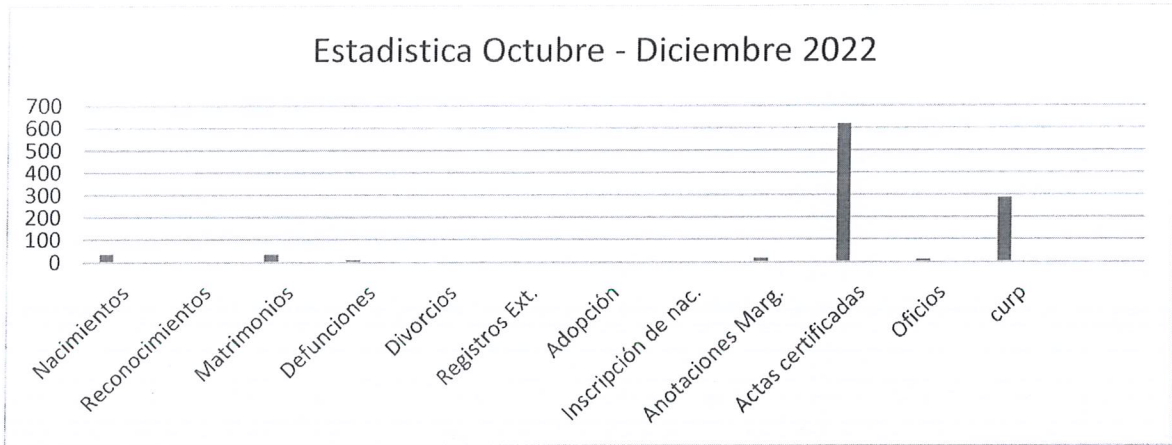 Estadistica Octubre - Diciembre 2022
700
600
500
400
300
200
100
0
Nacimientos
Reconocimientos
Matrimonios
Defunciones
Divorcios
Registros Ext.
Adopción
Inscripción de nac.
Anotaciones Marg.
Actas certificadas
Oficios
curp